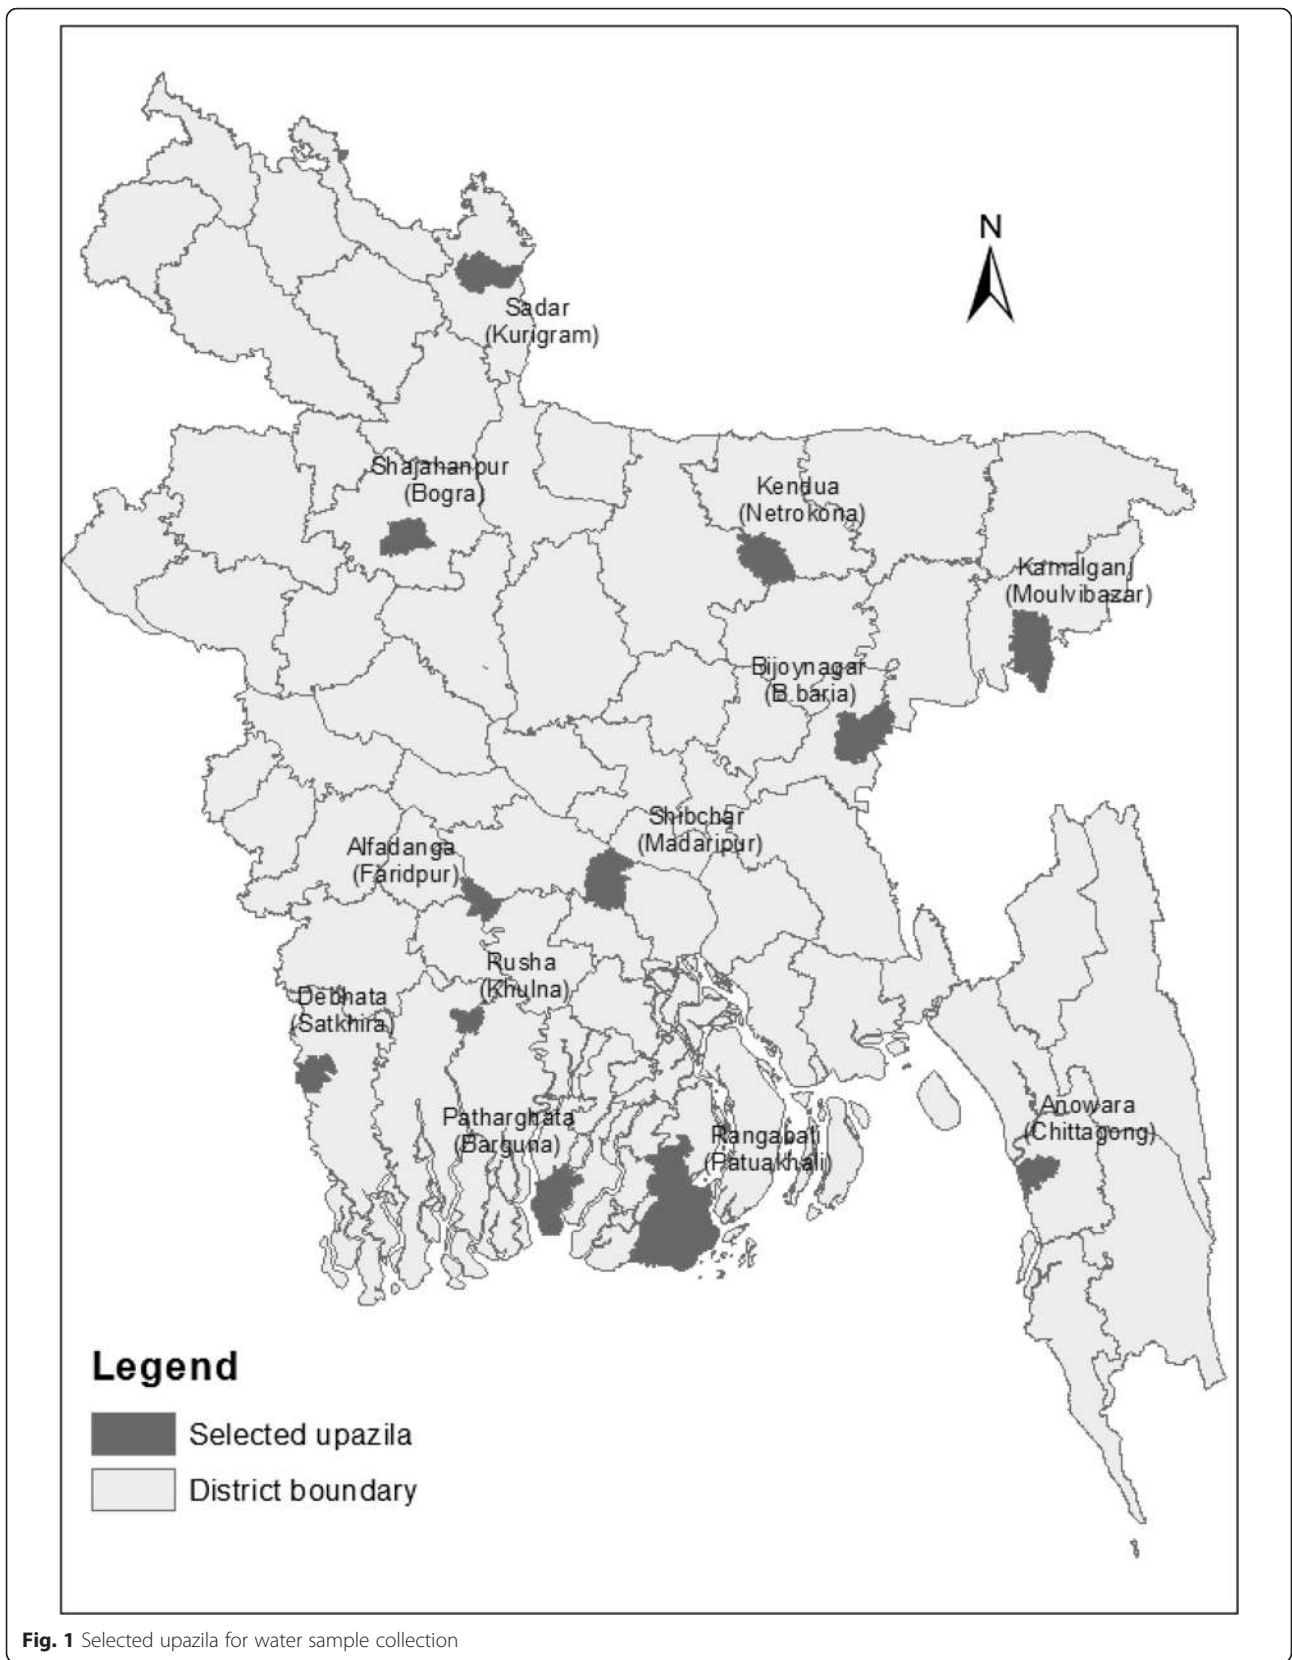 N
Sadar
(Kurigram)
Shajahanpur
(Bogra)
Kendua
(Netrokona)
Kamalganj
(Moulvibazar)
Bijoynagar
(B.baria)
Shibchar
(Madaripur)
Alfadanga
(Faridpur)
Rusha
(Khulna)
Debhata
(Satkhira)
Patharghata
(Barguna)
Rangabali
(Patuakhali)
Anowara
(Chittagong)
Legend
Selected upazila
District boundary
Fig. 1 Selected upazila for water sample collection